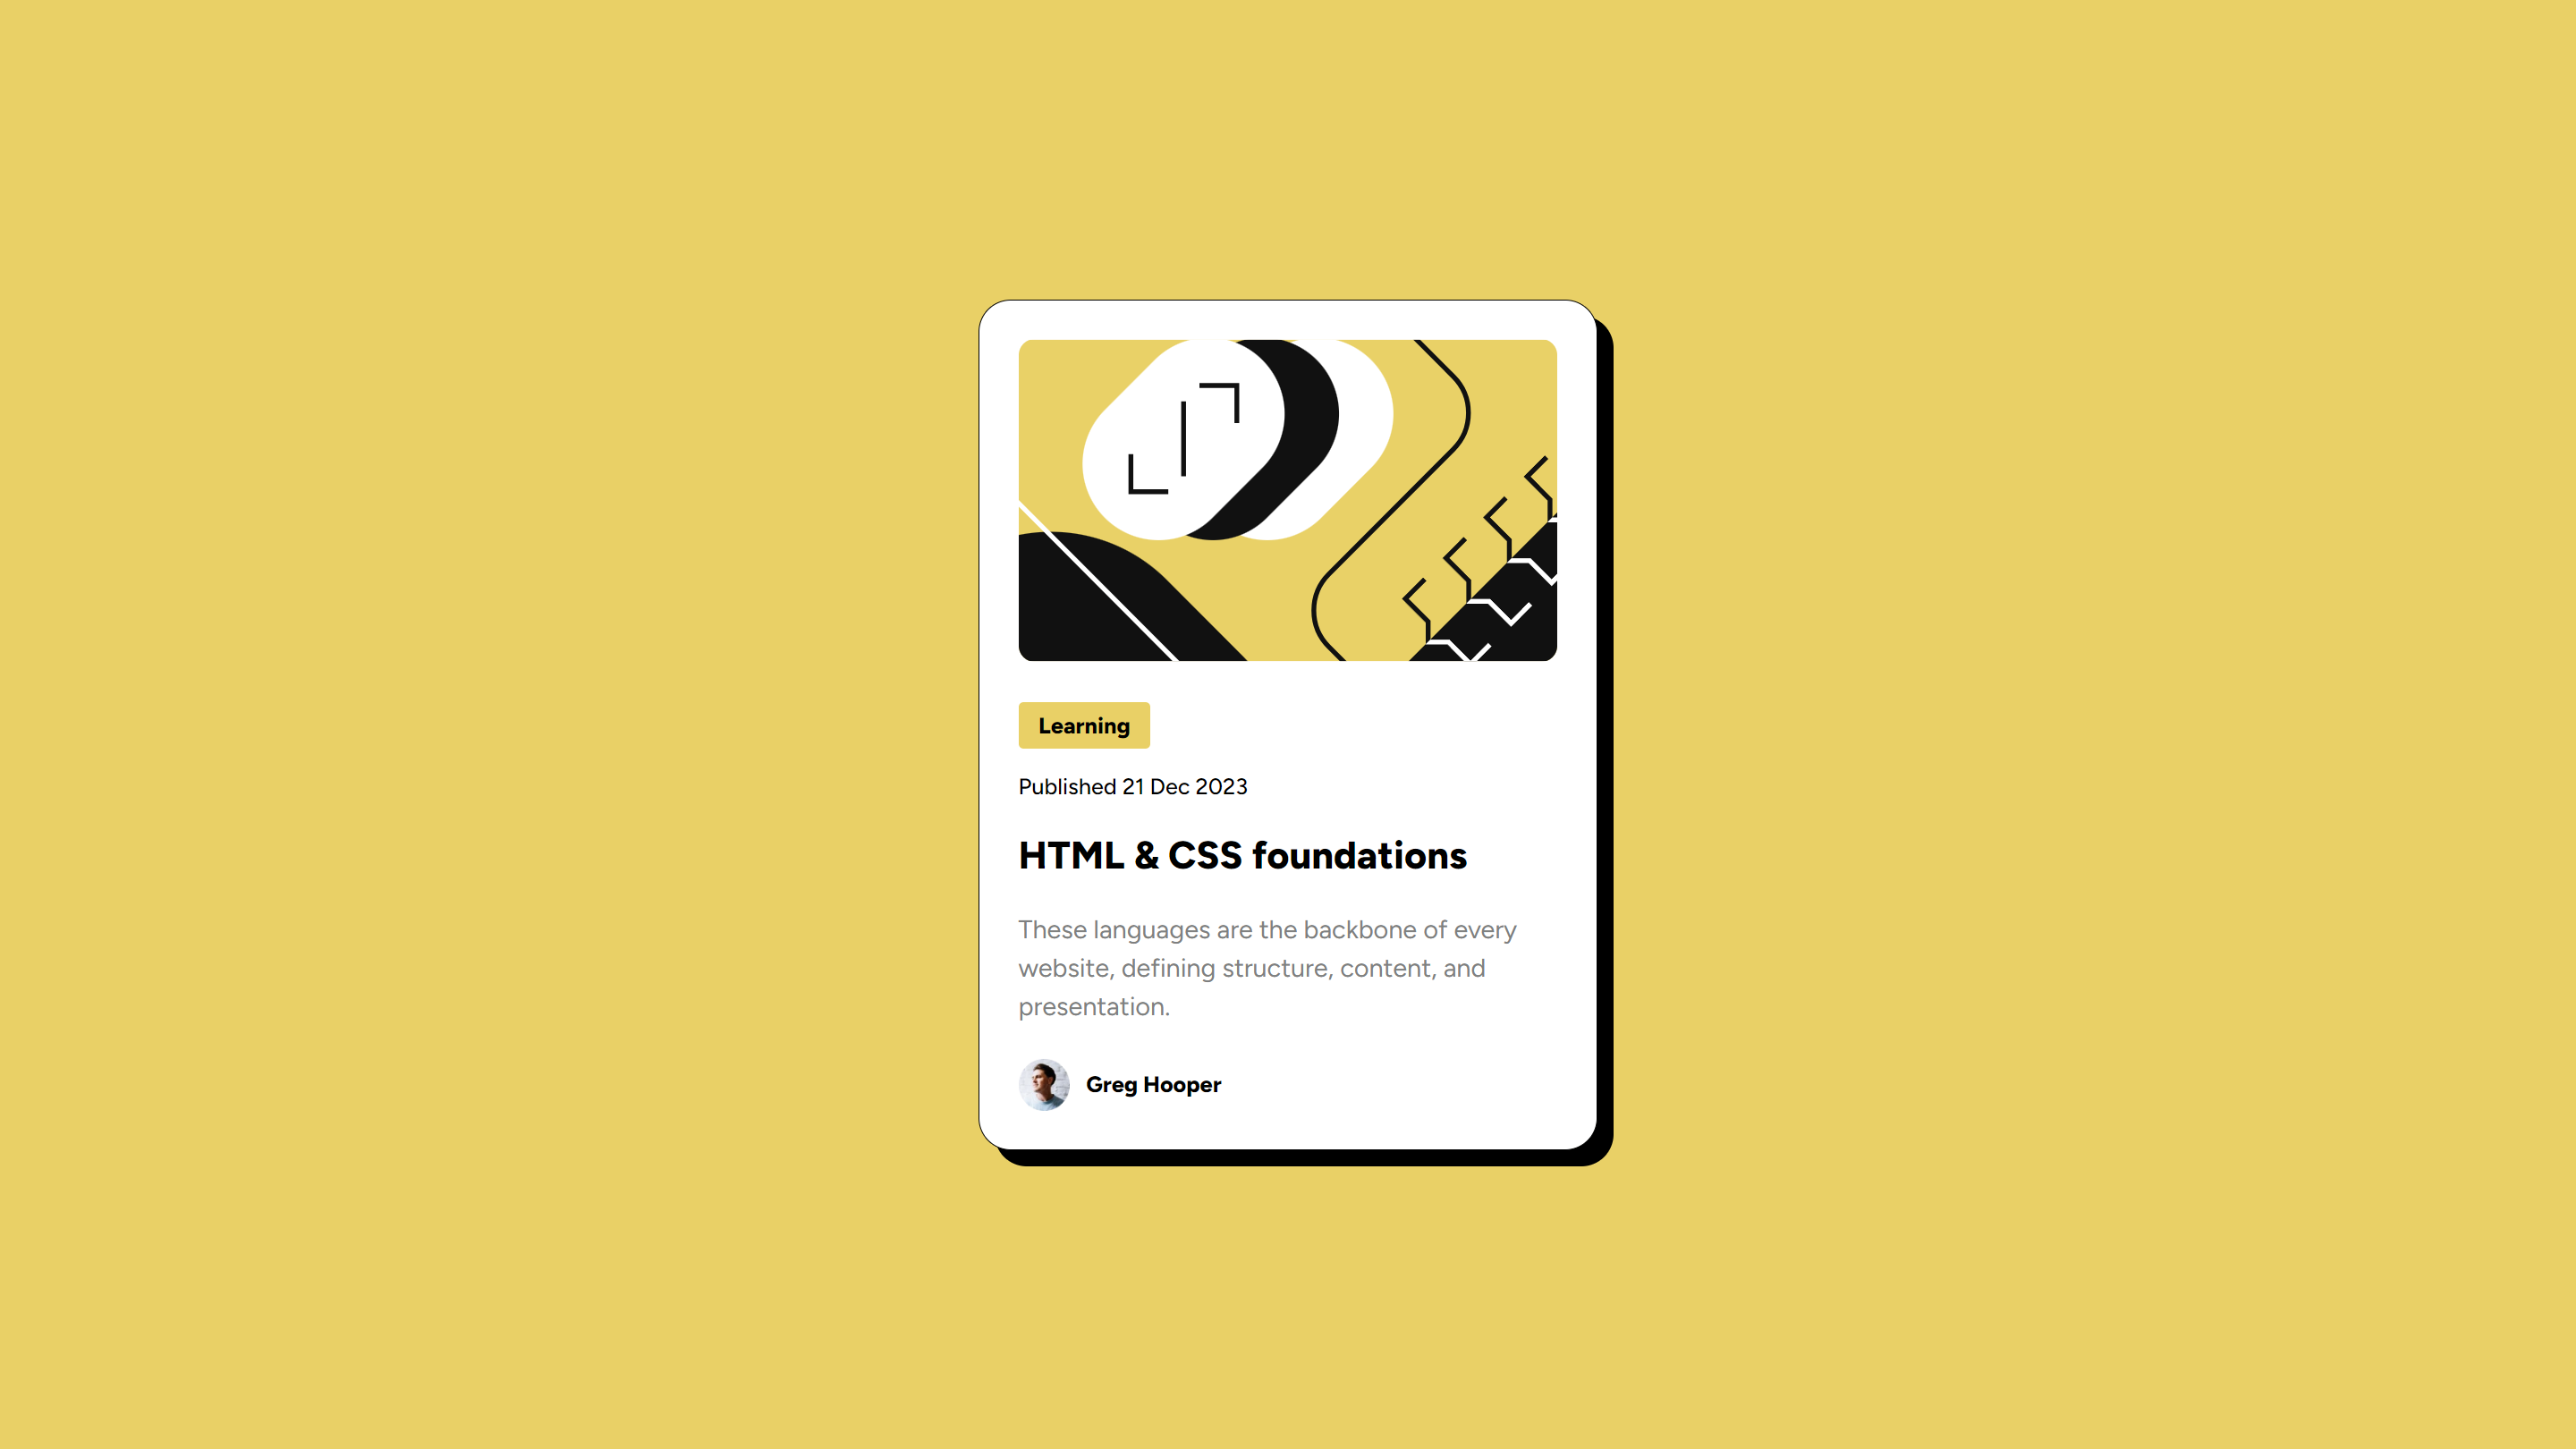 Learning
Published 21 Dec 2023
HTML & CSS foundations
These languages are the backbone of every
website, defining structure, content, and
presentation.
Greg Hooper